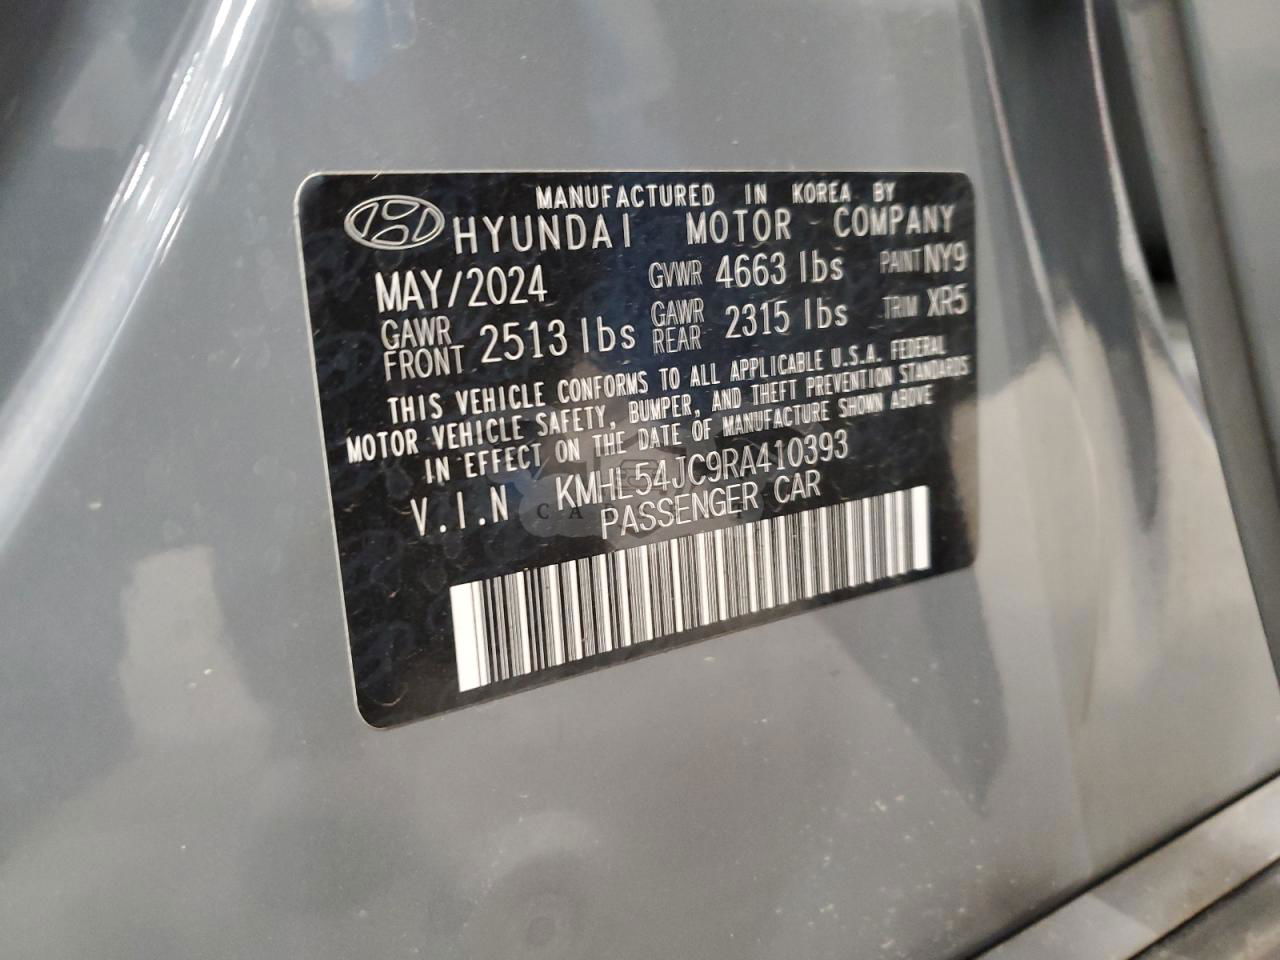 MANUFACTURED IN KOREA BY
HYUNDAI MOTOR COMPANY
MAY/2024 GVWR 4663 lbs PAINT NY9
GAWR FRONT 2513 lbs GAWR REAR 2315 lbs TRIM XR5
THIS VEHICLE CONFORMS TO ALL APPLICABLE U.S.A. FEDERAL
MOTOR VEHICLE SAFETY, BUMPER, AND THEFT PREVENTION STANDARDS
IN EFFECT ON THE DATE OF MANUFACTURE SHOWN ABOVE
V.I.N KMHL54JC9RA410393
PASSENGER CAR